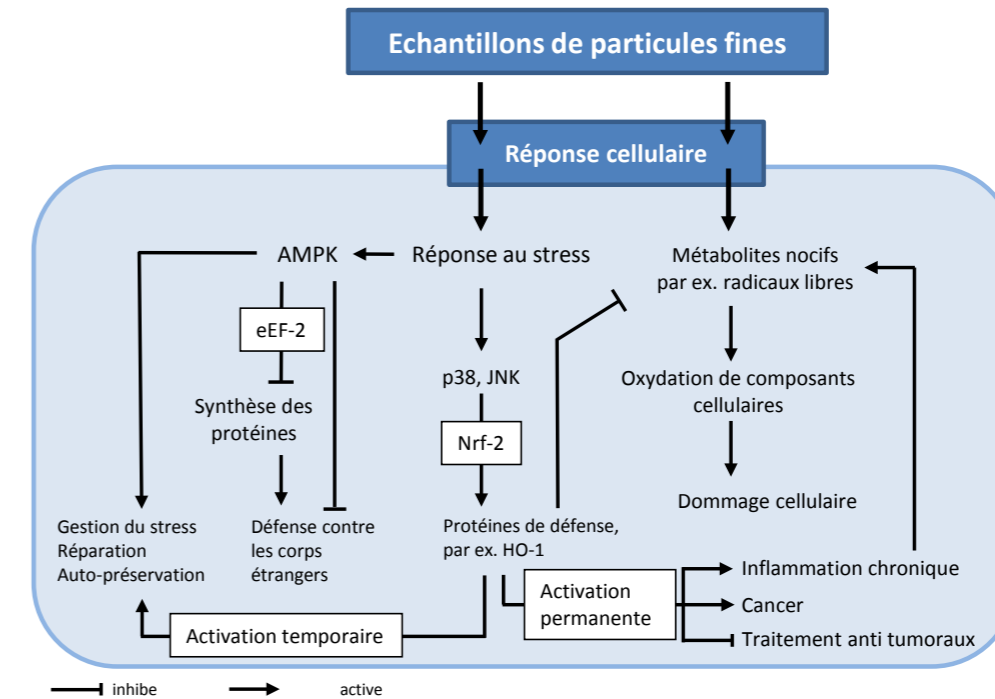 Echantillons de particules fines
Réponse cellulaire
AMPK
Réponse au stress
Métabolites nocifs
par ex. radicaux libres
eEF-2
p38, JNK
Oxydation de composants
cellulaires
Synthèse des
protéines
Nrf-2
Dommage cellulaire
Gestion du stress
Réparation
Auto-préservation
Défense contre
les corps
étrangers
Protéines de défense,
par ex. HO-1
Activation
permanente
Inflammation chronique
Cancer
Traitement anti tumoraux
Activation temporaire
inhibe
active